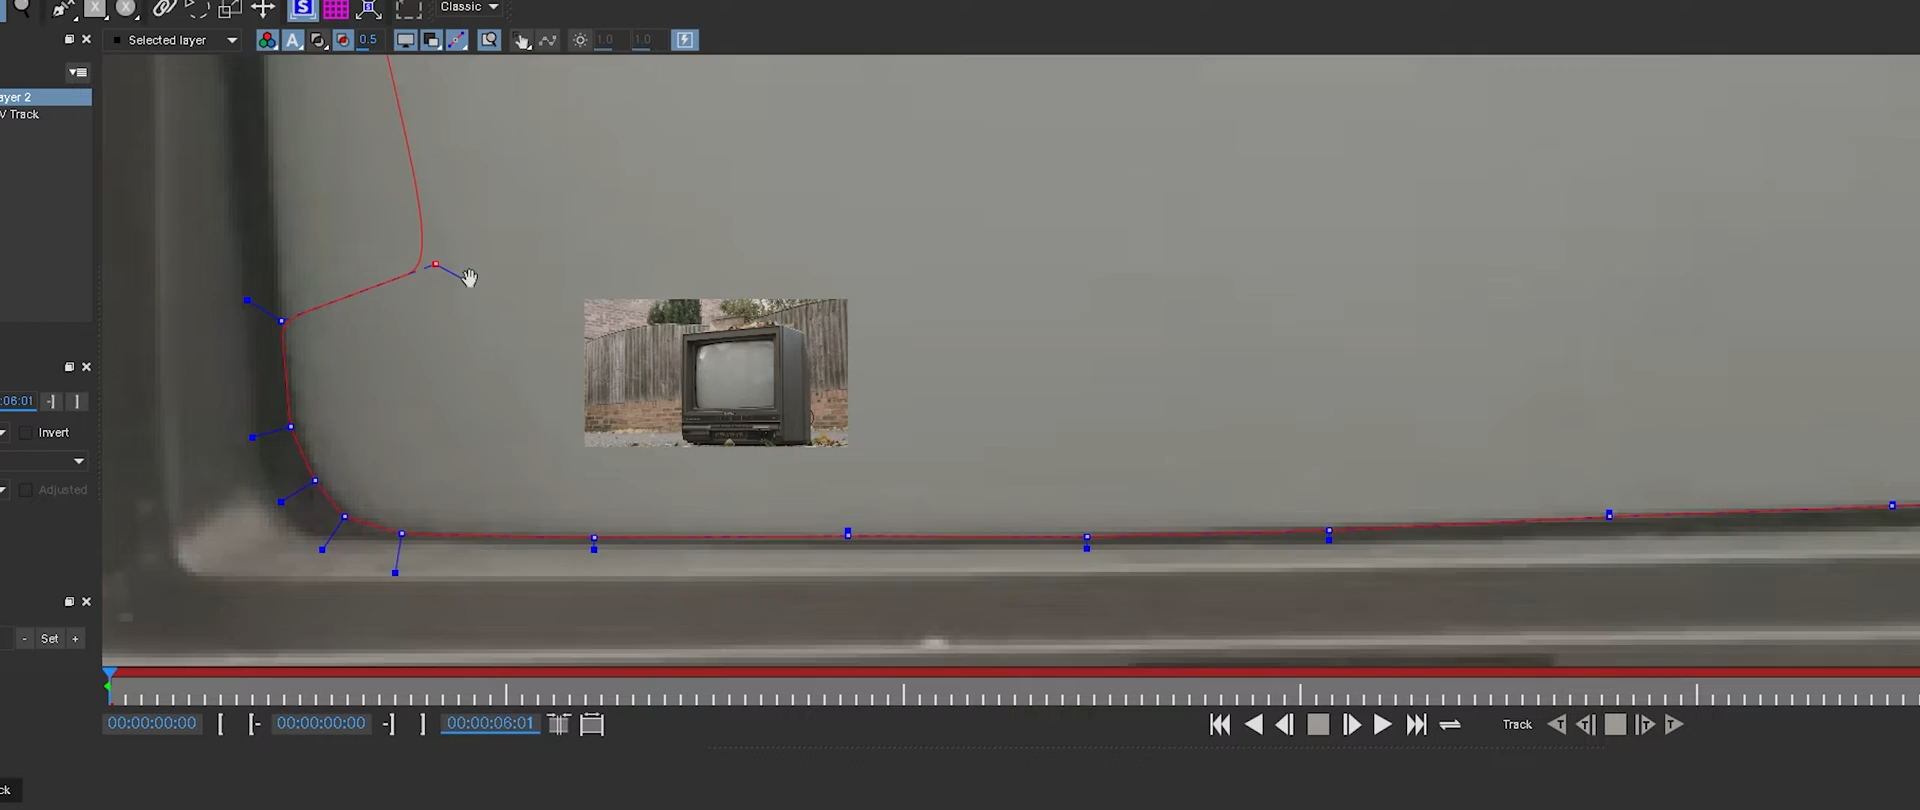 Classic
Selected layer
0.5
1.0
1.0
ayer 2
V Track
:06:01
Invert
Adjusted
- Set +
00:00:00:00
00:00:00:00
00:00:06:01
Track
ck